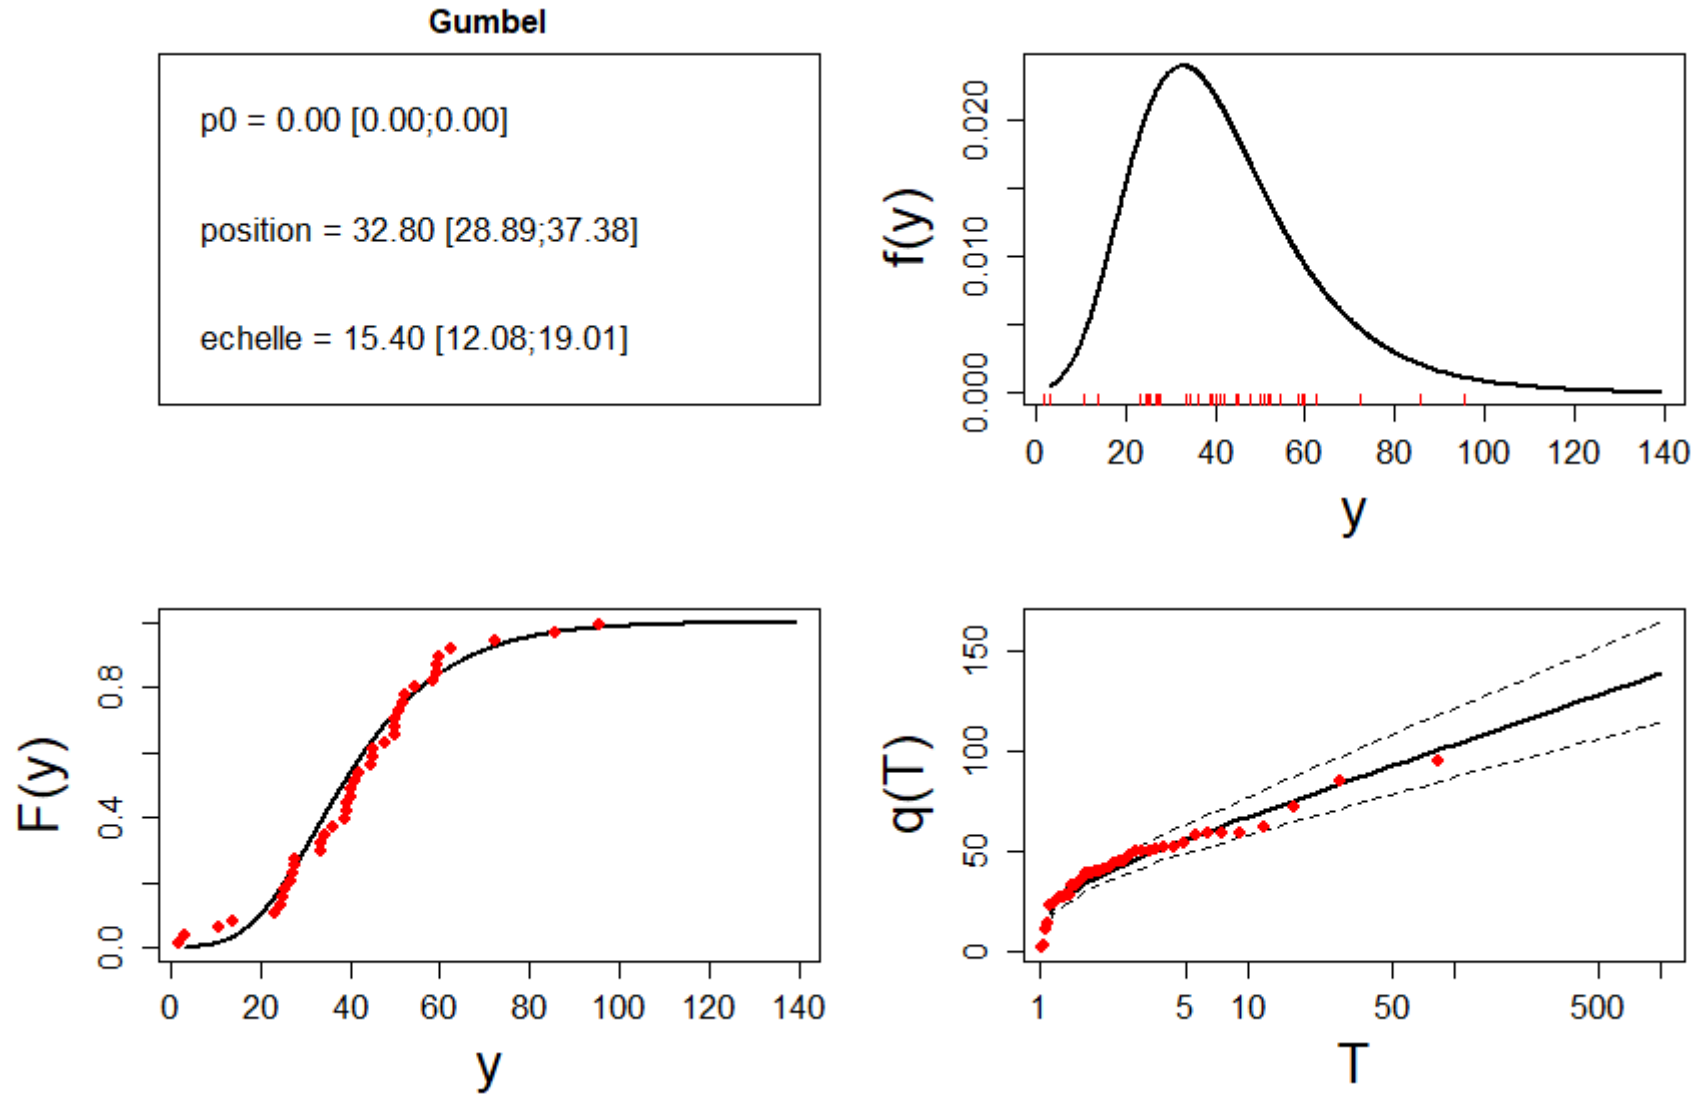 Gumbel
p0 = 0.00 [0.00;0.00]
position = 32.80 [28.89;37.38]
echelle = 15.40 [12.08;19.01]
f(y)
0.000 0.010 0.020
0 20 40 60 80 100 120 140
y
F(y)
0.0 0.4 0.8
0 20 40 60 80 100 120 140
y
q(T)
0 50 100 150
1 5 10 50 500
T